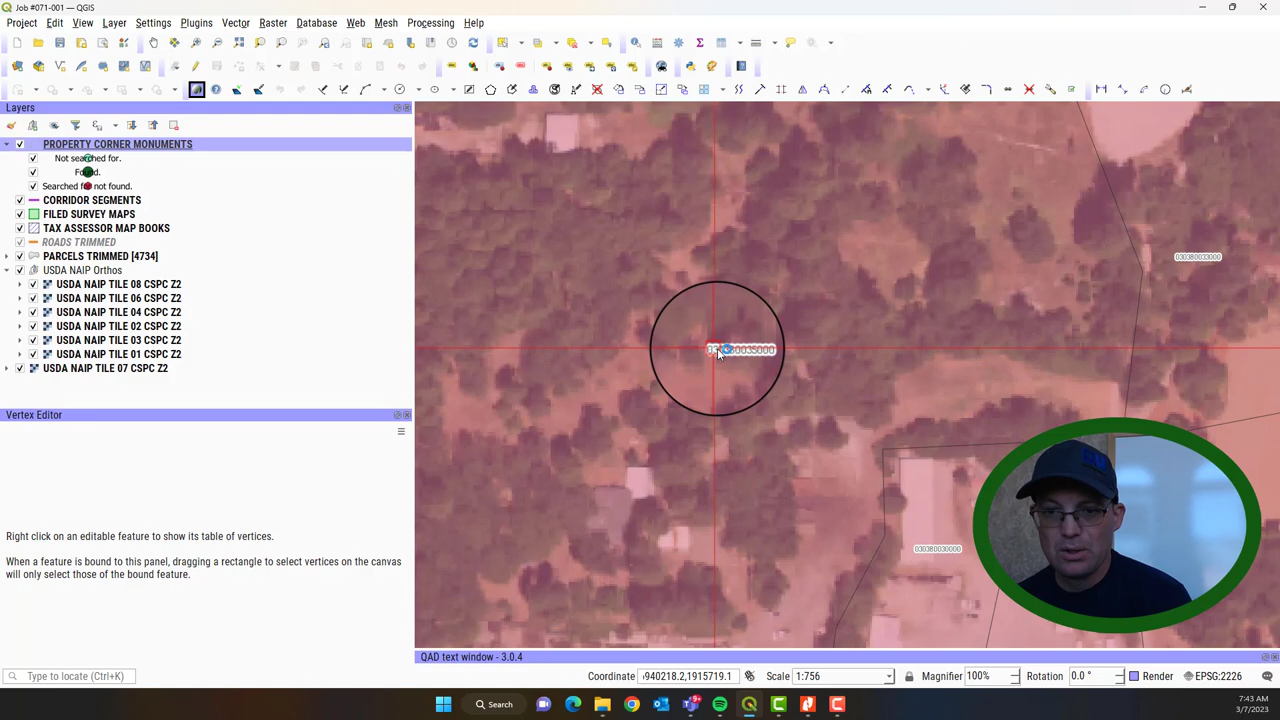 Job #071-001 — QGIS
Project Edit View Layer Settings Plugins Vector Raster Database Web Mesh Processing Help
Layers
PROPERTY CORNER MONUMENTS
Not searched for.
Found.
Searched for not found.
CORRIDOR SEGMENTS
FILED SURVEY MAPS
TAX ASSESSOR MAP BOOKS
ROADS TRIMMED
PARCELS TRIMMED [4734]
USDA NAIP Orthos
USDA NAIP TILE 08 CSPC Z2
USDA NAIP TILE 06 CSPC Z2
USDA NAIP TILE 04 CSPC Z2
USDA NAIP TILE 02 CSPC Z2
USDA NAIP TILE 03 CSPC Z2
USDA NAIP TILE 01 CSPC Z2
USDA NAIP TILE 07 CSPC Z2
030380033000
030380030000
Vertex Editor
Right click on an editable feature to show its table of vertices.
When a feature is bound to this panel, dragging a rectangle to select vertices on the canvas
will only select those of the bound feature.
QAD text window - 3.0.4
Type to locate (Ctrl+K)
Coordinate 940218.2,1915719.1 Scale 1:756 Magnifier 100% Rotation 0.0 ° Render EPSG:2226
Search
7:43 AM
3/7/2023